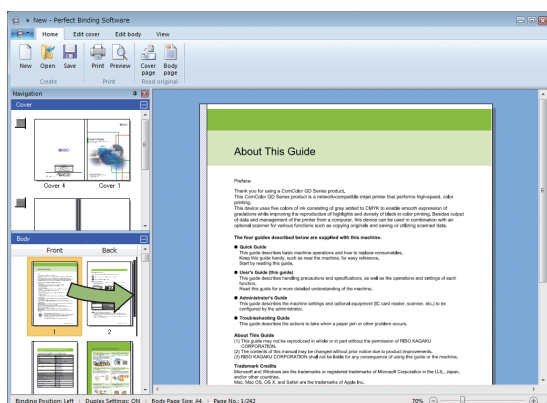 New - Perfect Binding Software
Home Edit cover Edit body View
New Open Save Print Preview Cover page Body page
Create Print Read original
Navigation
Cover
RISO
Cover 4 Cover 1
Body
Front Back
1 2
About This Guide
Preface
Thank you for using a ComColor GD Series product.
This ComColor GD Series product is a network-compatible inkjet printer that performs high-speed, color
printing.
This device uses five colors of ink consisting of gray added to CMYK to enable smooth expression of
gradations while improving the reproduction of highlights and density of black in color printing. Besides output
of data and management of the printer from a computer, this device can be used in combination with an
optional scanner for various functions such as copying originals and saving or utilizing scanned data.
The four guides described below are supplied with this machine.
● Quick Guide
This guide describes basic machine operations and how to replace consumables.
Keep this guide handy, such as near the machine, for easy reference.
Start by reading this guide.
● User's Guide (this guide)
This guide describes handling precautions and specifications, as well as the operations and settings of each
function.
Read this guide for a more detailed understanding of the machine.
● Administrator's Guide
This guide describes the machine settings and optional equipment (IC card reader, scanner, etc.) to be
configured by the administrator.
● Troubleshooting Guide
This guide describes the actions to take when a paper jam or other problem occurs.
About This Guide
(1) This guide may not be reproduced in whole or in part without the permission of RISO KAGAKU
CORPORATION.
(2) The contents of this manual may be changed without prior notice due to product improvements.
(3) RISO KAGAKU CORPORATION shall not be liable for any consequence of using this guide or the machine.
Trademark Credits
Microsoft and Windows are the trademarks or registered trademarks of Microsoft Corporation in the U.S., Japan,
and/or other countries.
Mac, Mac OS, OS X, and Safari are the trademarks of Apple Inc.
Binding Position: Left Duplex Settings: ON Body Page Size: A4 Page No.: 1/242 70%